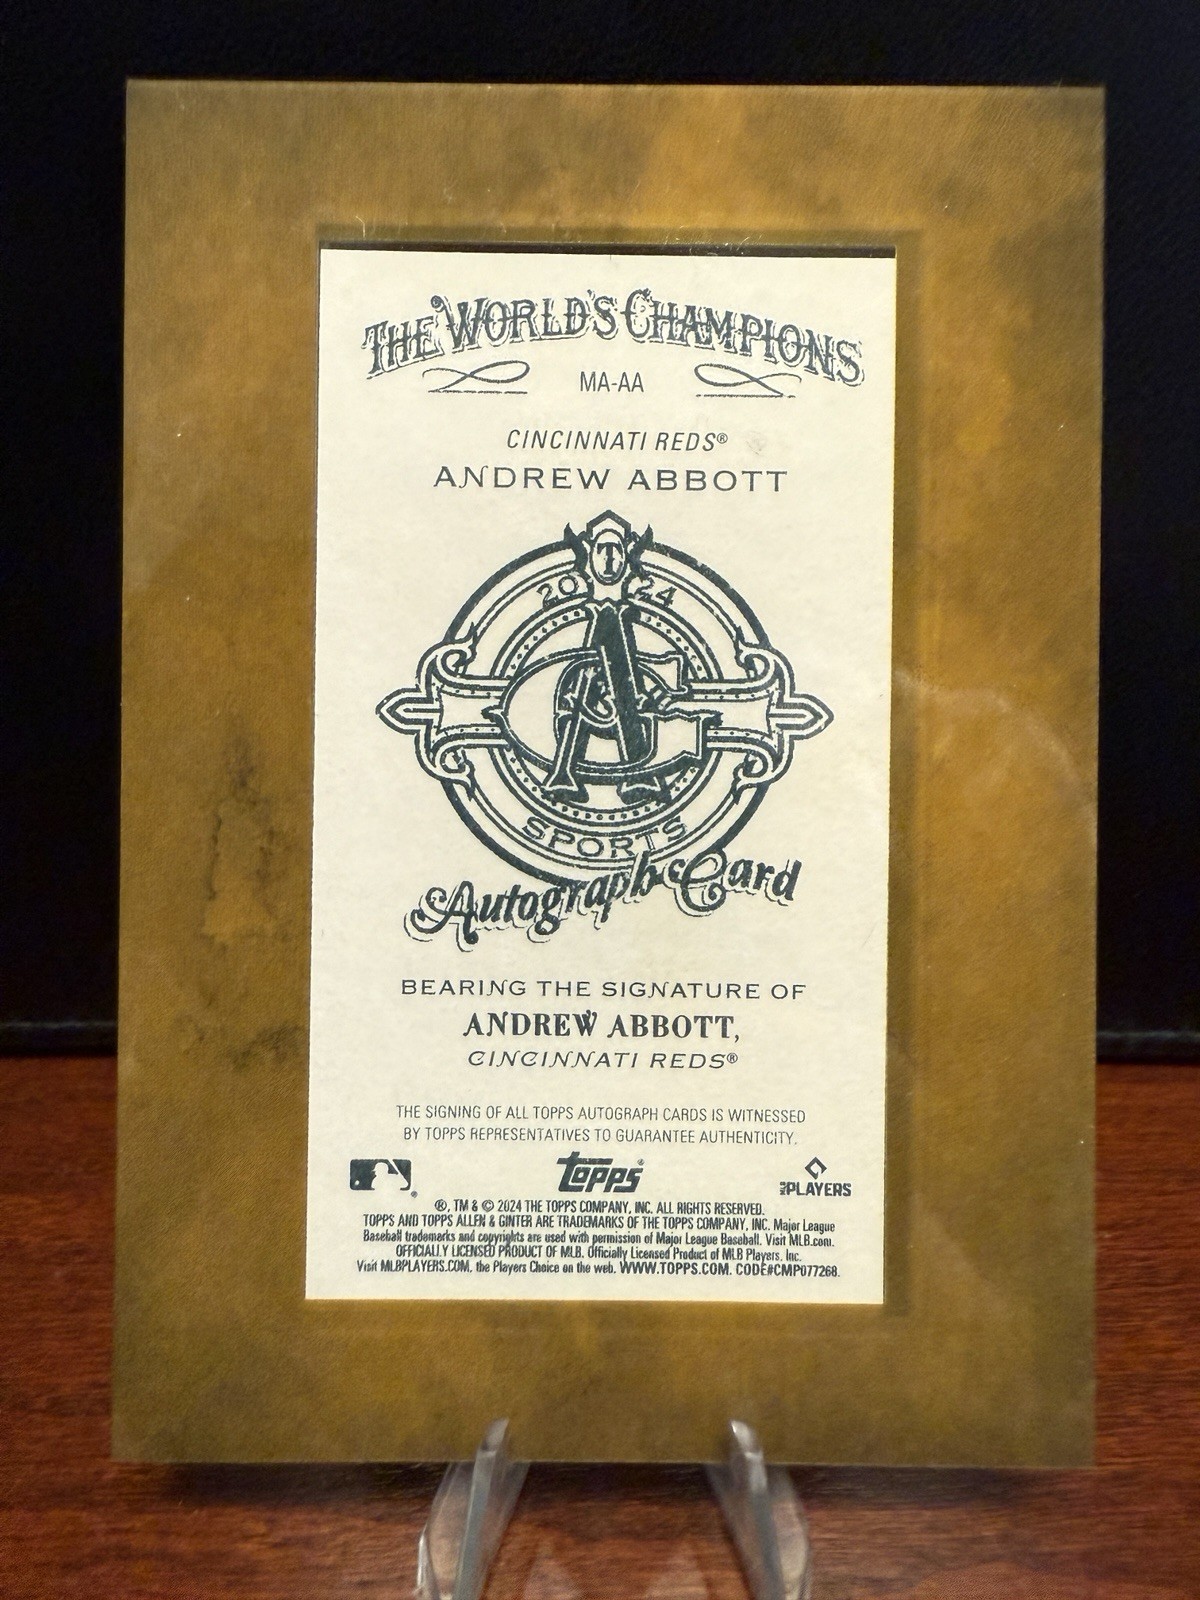 THE WORLD'S CHAMPIONS
MA-AA
CINCINNATI REDS®
ANDREW ABBOTT
T
20 24
A&G
SPORTS
Autograph Card
BEARING THE SIGNATURE OF
ANDREW ABBOTT,
CINCINNATI REDS®
THE SIGNING OF ALL TOPPS AUTOGRAPH CARDS IS WITNESSED
BY TOPPS REPRESENTATIVES TO GUARANTEE AUTHENTICITY.
topps®
MLB PLAYERS
®, TM & © 2024 THE TOPPS COMPANY, INC. ALL RIGHTS RESERVED.
TOPPS AND TOPPS ALLEN & GINTER ARE TRADEMARKS OF THE TOPPS COMPANY, INC. Major League
Baseball trademarks and copyrights are used with permission of Major League Baseball. Visit MLB.com.
OFFICIALLY LICENSED PRODUCT OF MLB. Officially Licensed Product of MLB Players, Inc.
Visit MLBPLAYERS.COM, the Players Choice on the web. WWW.TOPPS.COM. CODE#CMP077268.